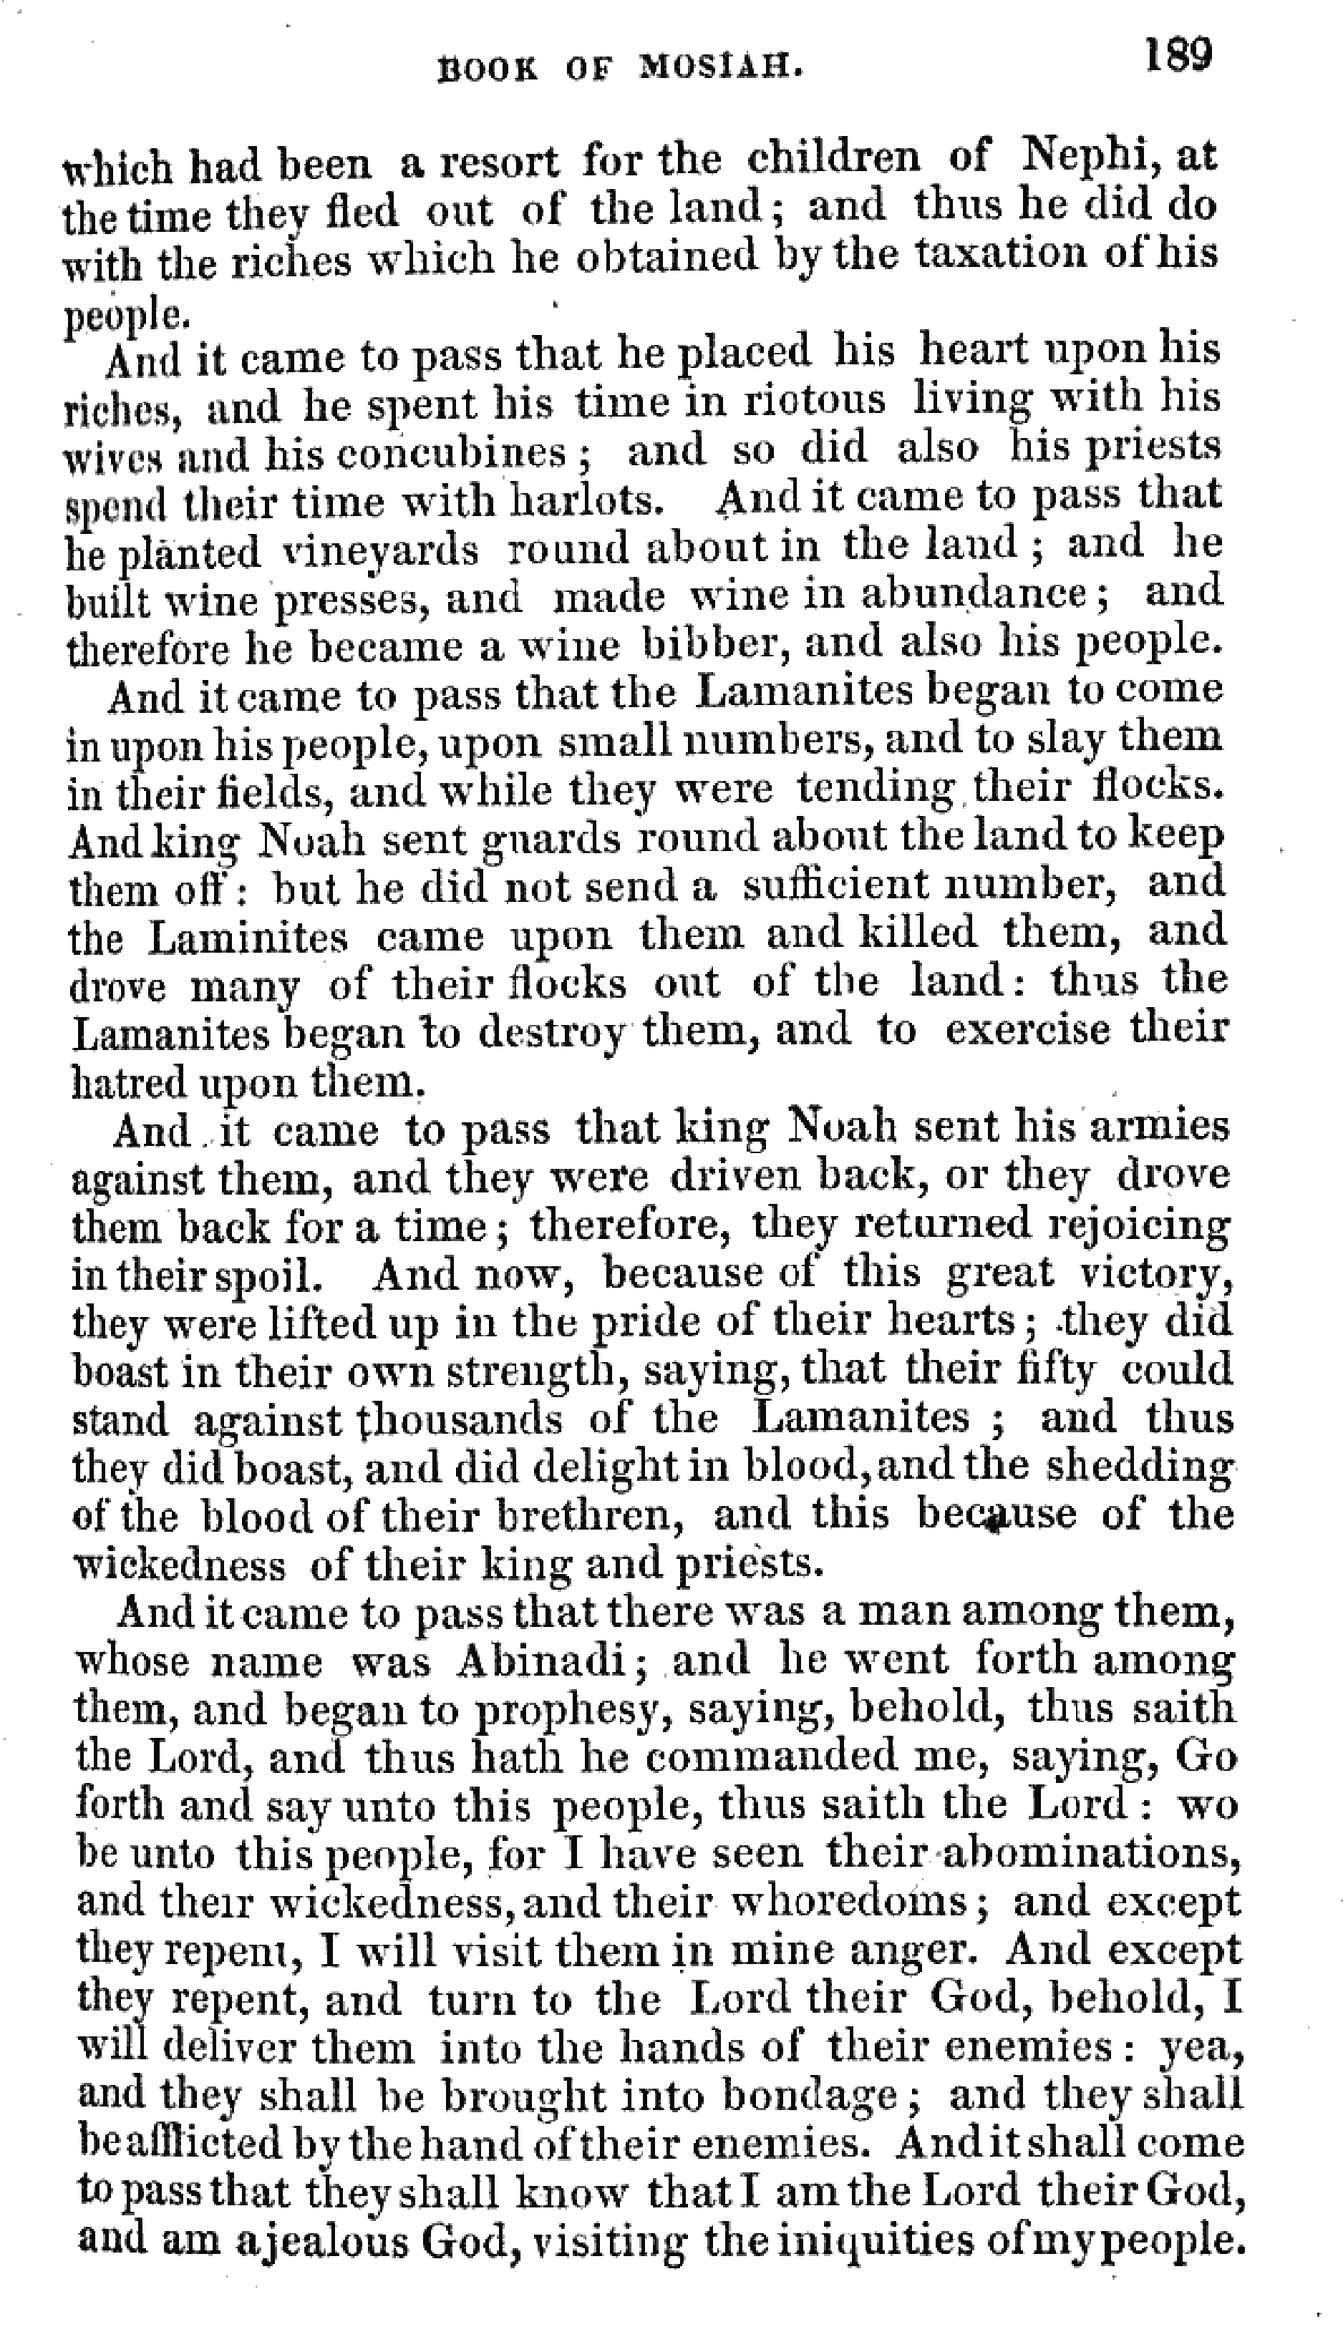 BOOK OF MOSIAH. 189
which had been a resort for the children of Nephi, at
the time they fled out of the land; and thus he did do
with the riches which he obtained by the taxation of his
people.
And it came to pass that he placed his heart upon his
riches, and he spent his time in riotous living with his
wives and his concubines; and so did also his priests
spend their time with harlots. And it came to pass that
he planted vineyards round about in the land; and he
built wine presses, and made wine in abundance; and
therefore he became a wine bibber, and also his people.
And it came to pass that the Lamanites began to come
in upon his people, upon small numbers, and to slay them
in their fields, and while they were tending their flocks.
And king Noah sent guards round about the land to keep
them off: but he did not send a sufficient number, and
the Laminites came upon them and killed them, and
drove many of their flocks out of the land: thus the
Lamanites began to destroy them, and to exercise their
hatred upon them.
And it came to pass that king Noah sent his armies
against them, and they were driven back, or they drove
them back for a time; therefore, they returned rejoicing
in their spoil. And now, because of this great victory,
they were lifted up in the pride of their hearts; they did
boast in their own strength, saying, that their fifty could
stand against thousands of the Lamanites; and thus
they did boast, and did delight in blood, and the shedding
of the blood of their brethren, and this because of the
wickedness of their king and priests.
And it came to pass that there was a man among them,
whose name was Abinadi; and he went forth among
them, and began to prophesy, saying, behold, thus saith
the Lord, and thus hath he commanded me, saying, Go
forth and say unto this people, thus saith the Lord: wo
be unto this people, for I have seen their abominations,
and their wickedness, and their whoredoms; and except
they repent, I will visit them in mine anger. And except
they repent, and turn to the Lord their God, behold, I
will deliver them into the hands of their enemies: yea,
and they shall be brought into bondage; and they shall
be afflicted by the hand of their enemies. And it shall come
to pass that they shall know that I am the Lord their God,
and am a jealous God, visiting the iniquities of my people.